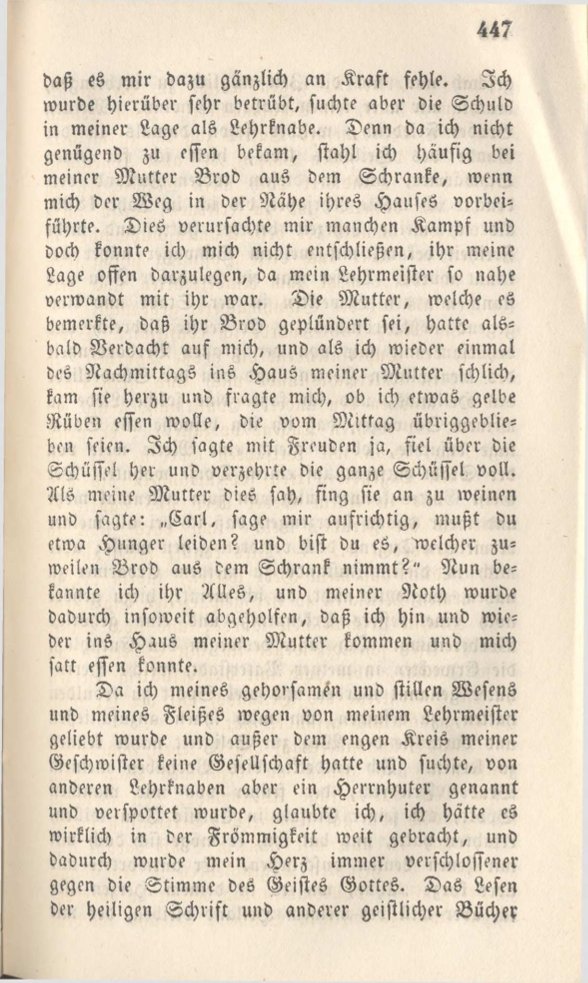 447
daß es mir dazu gänzlich an Kraft fehle. Ich
wurde hierüber sehr betrübt, suchte aber die Schuld
in meiner Lage als Lehrknabe. Denn da ich nicht
genügend zu essen bekam, stahl ich häufig bei
meiner Mutter Brod aus dem Schranke, wenn
mich der Weg in der Nähe ihres Hauses vorbei-
führte. Dies verursachte mir manchen Kampf und
doch konnte ich mich nicht entschließen, ihr meine
Lage offen darzulegen, da mein Lehrmeister so nahe
verwandt mit ihr war. Die Mutter, welche es
bemerkte, daß ihr Brod geplündert sei, hatte als-
bald Verdacht auf mich, und als ich wieder einmal
des Nachmittags ins Haus meiner Mutter schlich,
kam sie herzu und fragte mich, ob ich etwas gelbe
Rüben essen wolle, die vom Mittag übriggeblie-
ben seien. Ich sagte mit Freuden ja, fiel über die
Schüssel her und verzehrte die ganze Schüssel voll.
Als meine Mutter dies sah, fing sie an zu weinen
und sagte: „Carl, sage mir aufrichtig, mußt du
etwa Hunger leiden? und bist du es, welcher zu-
weilen Brod aus dem Schrank nimmt?“ Nun be-
kannte ich ihr Alles, und meiner Noth wurde
dadurch insoweit abgeholfen, daß ich hin und wie-
der ins Haus meiner Mutter kommen und mich
satt essen konnte.
Da ich meines gehorsamen und stillen Wesens
und meines Fleißes wegen von meinem Lehrmeister
geliebt wurde und außer dem engen Kreis meiner
Geschwister keine Gesellschaft hatte und suchte, von
anderen Lehrknaben aber ein Herrnhuter genannt
und verspottet wurde, glaubte ich, ich hätte es
wirklich in der Frömmigkeit weit gebracht, und
dadurch wurde mein Herz immer verschlossener
gegen die Stimme des Geistes Gottes. Das Lesen
der heiligen Schrift und anderer geistlicher Bücher